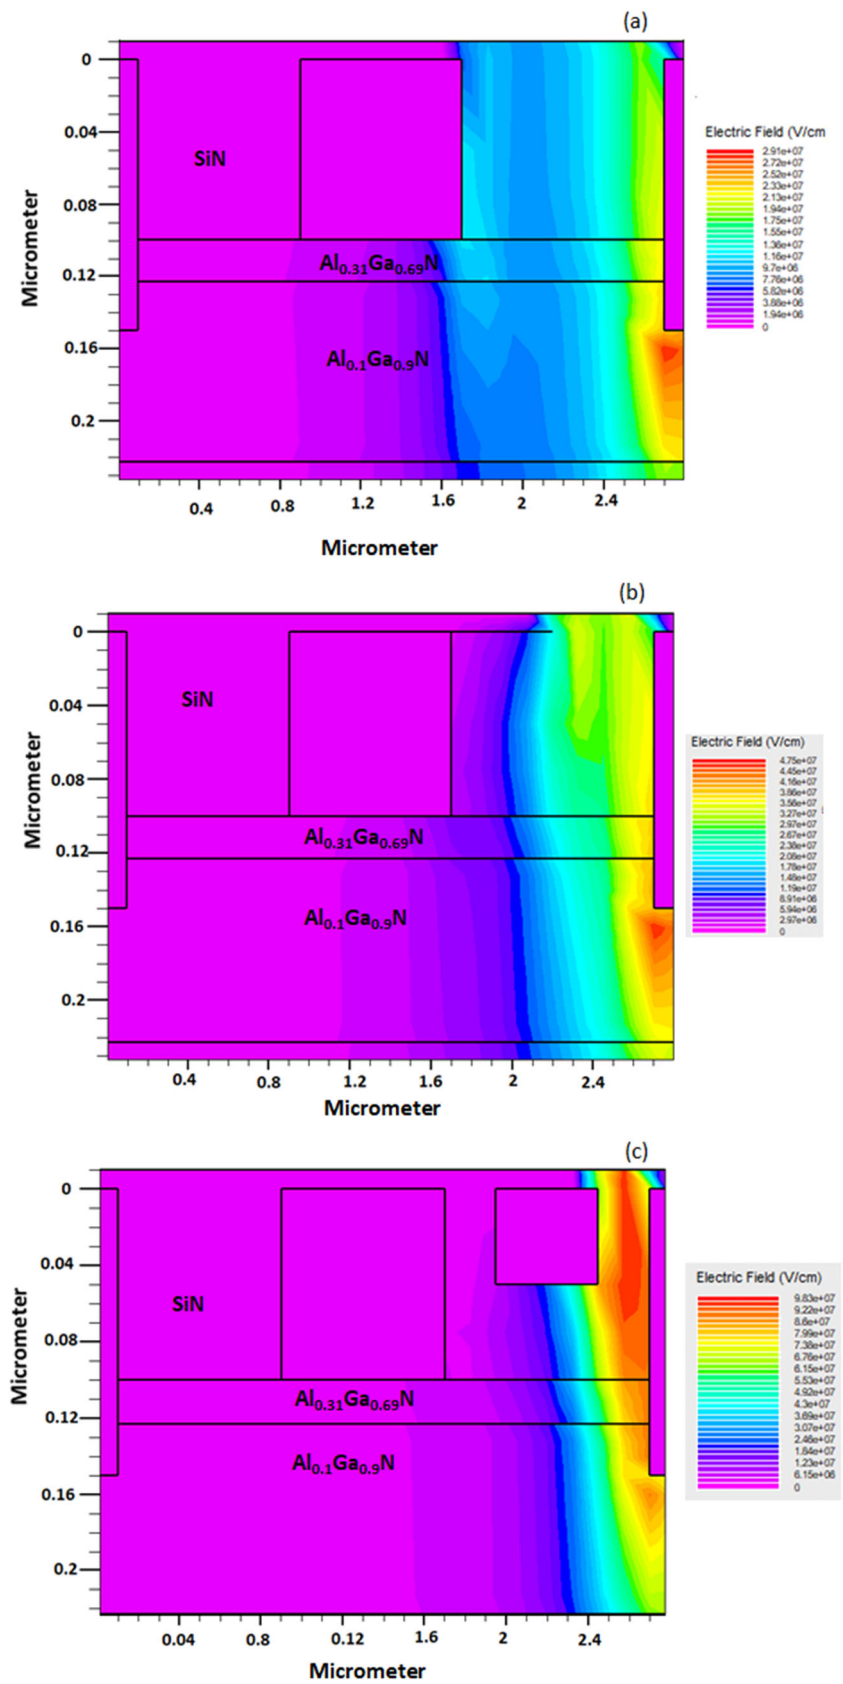 (a)
0
0.04
0.08
0.12
0.16
0.2
Micrometer
SiN
Al0.31Ga0.69N
Al0.1Ga0.9N
0.4 0.8 1.2 1.6 2 2.4
Micrometer
Electric Field (V/cm
2.91e+07
2.72e+07
2.52e+07
2.33e+07
2.13e+07
1.94e+07
1.75e+07
1.55e+07
1.36e+07
1.16e+07
9.7e+06
7.76e+06
5.82e+06
3.88e+06
1.94e+06
0
(b)
0
0.04
0.08
0.12
0.16
0.2
Micrometer
SiN
Al0.31Ga0.69N
Al0.1Ga0.9N
0.4 0.8 1.2 1.6 2 2.4
Micrometer
Electric Field (V/cm)
4.75e+07
4.45e+07
4.16e+07
3.86e+07
3.56e+07
3.27e+07
2.97e+07
2.67e+07
2.38e+07
2.08e+07
1.78e+07
1.48e+07
1.19e+07
8.91e+06
5.94e+06
2.97e+06
0
(c)
0
0.04
0.08
0.12
0.16
0.2
Micrometer
SiN
Al0.31Ga0.69N
Al0.1Ga0.9N
0.04 0.8 0.12 1.6 2 2.4
Micrometer
Electric Field (V/cm)
9.83e+07
9.22e+07
8.6e+07
7.99e+07
7.38e+07
6.76e+07
6.15e+07
5.53e+07
4.92e+07
4.3e+07
3.69e+07
3.07e+07
2.46e+07
1.84e+07
1.23e+07
6.15e+06
0